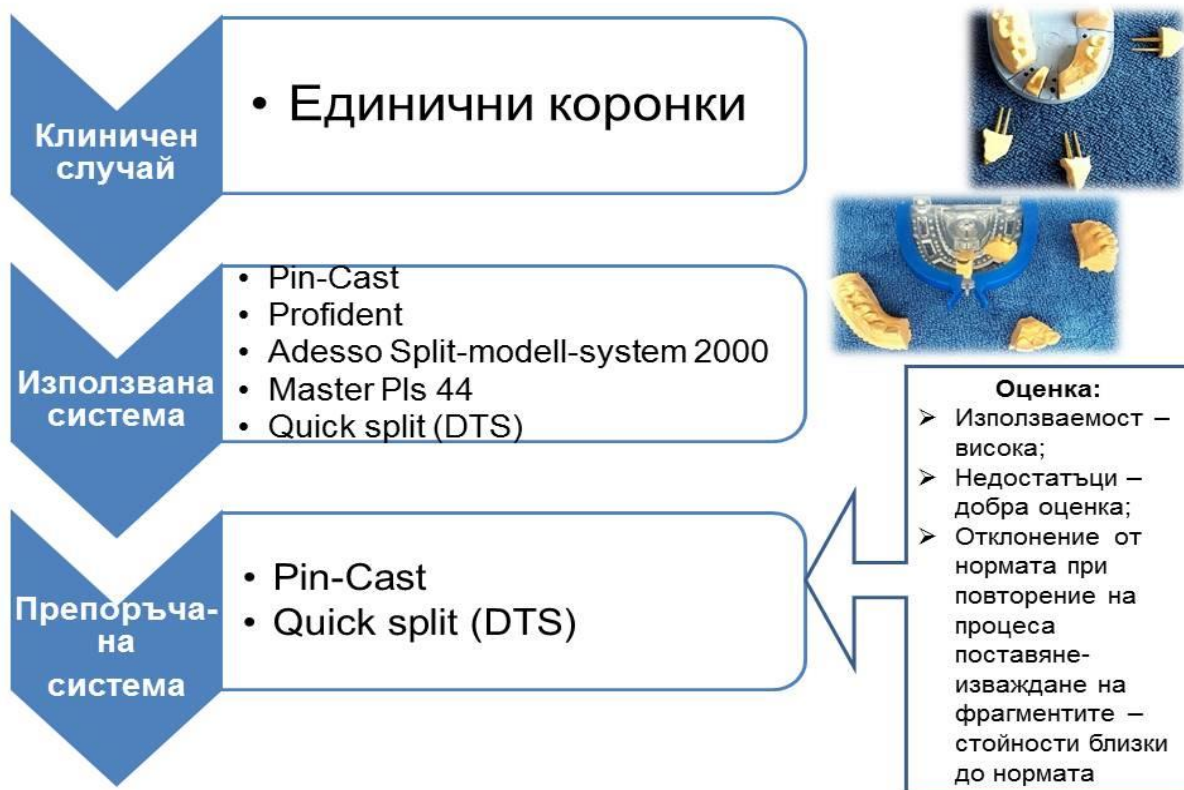 Клиничен
случай
• Единични коронки
Използвана
система
• Pin-Cast
• Profident
• Adesso Split-modell-system 2000
• Master Pls 44
• Quick split (DTS)
Препоръча-
на
система
• Pin-Cast
• Quick split (DTS)
Оценка:
➢ Използваемост –
висока;
➢ Недостатъци –
добра оценка;
➢ Отклонение от
нормата при
повторение на
процеса
поставяне-
изваждане на
фрагментите –
стойности близки
до нормата